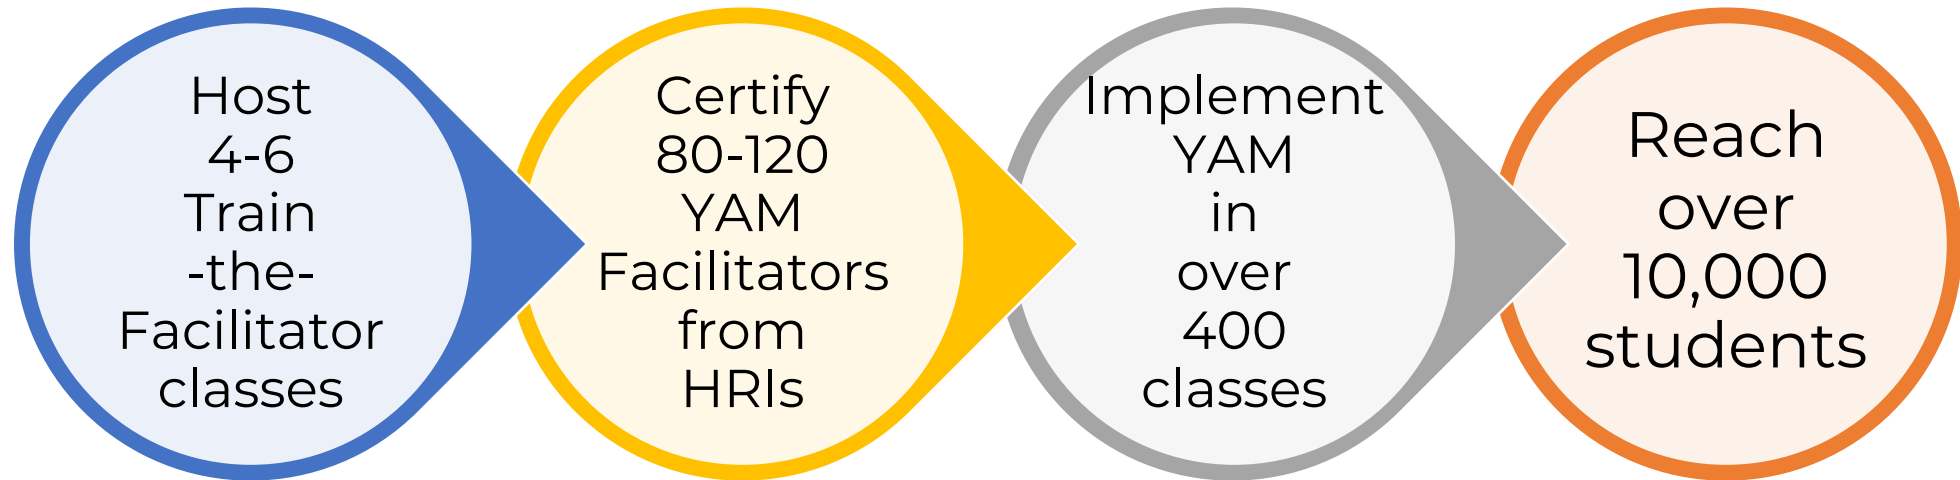 Host
4-6
Train
-the-
Facilitator
classes
Certify
80-120
YAM
Facilitators
from
HRIs
Implement
YAM
in
over
400
classes
Reach
over
10,000
students